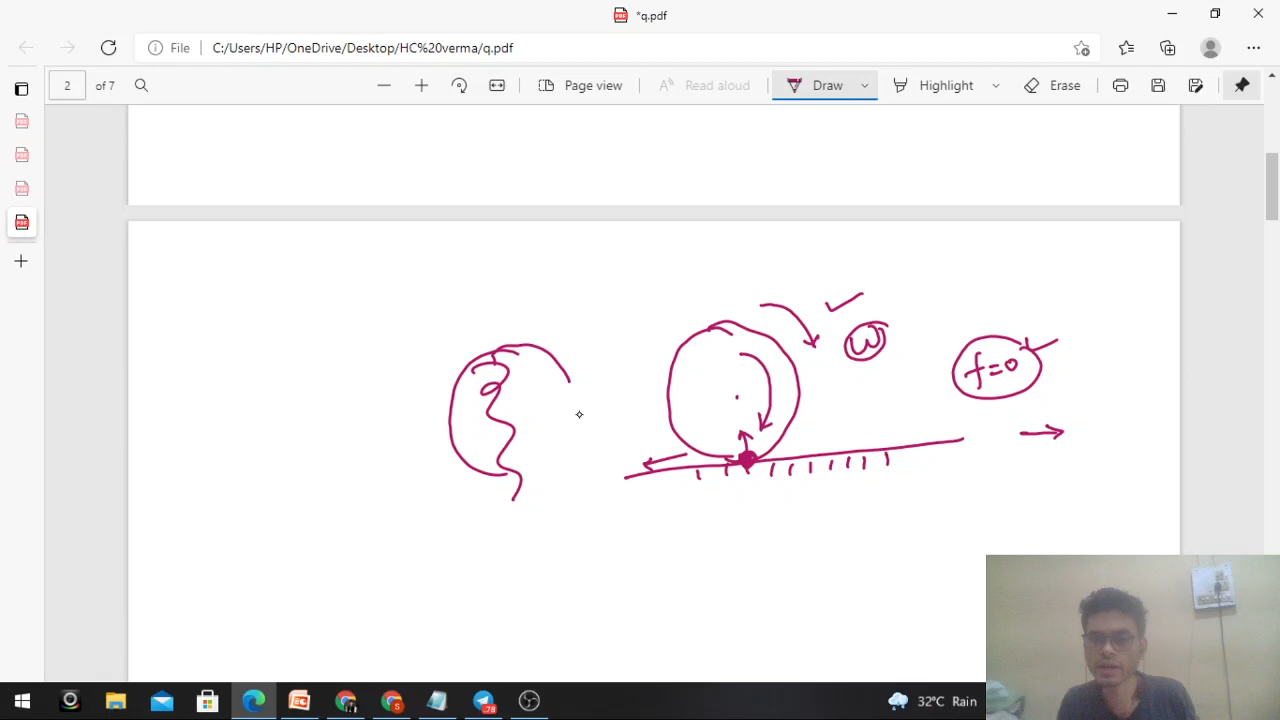 *q.pdf
File C:/Users/HP/OneDrive/Desktop/HC%20verma/q.pdf
2 of 7 Page view Read aloud Draw Highlight Erase
ω
f=0
32°C Rain